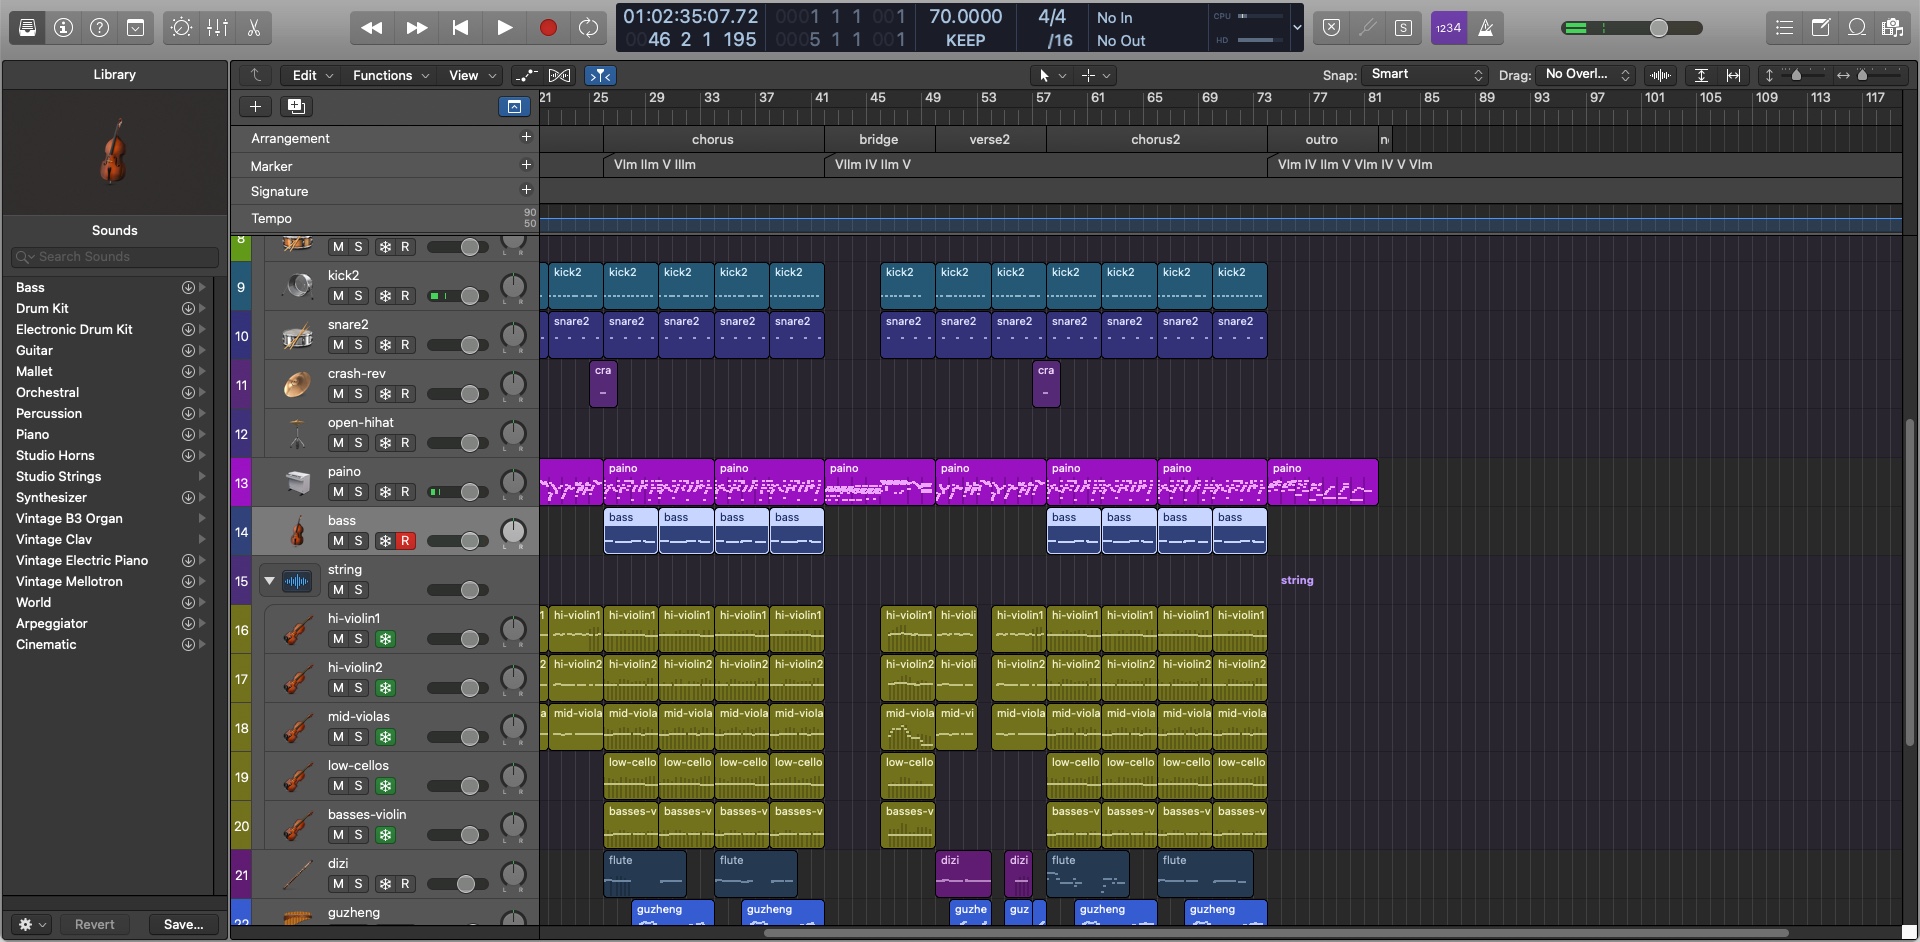 01:02:35:07.72
0046 2 1 195
0001 1 1 001
0005 1 1 001
70.0000
KEEP
4/4
/16
No In
No Out
CPU
HD
S
1234
Library
Sounds
Search Sounds
Bass
Drum Kit
Electronic Drum Kit
Guitar
Mallet
Orchestral
Percussion
Piano
Studio Horns
Studio Strings
Synthesizer
Vintage B3 Organ
Vintage Clav
Vintage Electric Piano
Vintage Mellotron
World
Arpeggiator
Cinematic
Revert
Save...
Edit Functions View
Snap: Smart Drag: No Overl...
21 25 29 33 37 41 45 49 53 57 61 65 69 73 77 81 85 89 93 97 101 105 109 113 117
Arrangement
chorus bridge verse2 chorus2 outro n
Marker
VIm IIm V IIIm VIIm IV IIm V VIm IV IIm V VIm IV V VIm
Signature
Tempo
90
50
8
M S R
9 kick2
M S R
kick2 kick2 kick2 kick2 kick2 kick2 kick2 kick2 kick2 kick2 kick2 kick2
10 snare2
M S R
snare2 snare2 snare2 snare2 snare2 snare2 snare2 snare2 snare2 snare2 snare2 snare2
11 crash-rev
M S R
cra cra
12 open-hihat
M S R
13 paino
M S R
paino paino paino paino paino paino paino
14 bass
M S R
bass bass bass bass bass bass bass bass
15 string
M S
string
16 hi-violin1
M S
1 hi-violin1 hi-violin1 hi-violin1 hi-violin1 hi-violin1 hi-violin1 hi-violi hi-violin1 hi-violin1 hi-violin1 hi-violin1 hi-violin1
17 hi-violin2
M S
2 hi-violin2 hi-violin2 hi-violin2 hi-violin2 hi-violin2 hi-violin2 hi-violi hi-violin2 hi-violin2 hi-violin2 hi-violin2 hi-violin2
18 mid-violas
M S
a mid-viola mid-viola mid-viola mid-viola mid-viola mid-viola mid-vi mid-viola mid-viola mid-viola mid-viola mid-viola
19 low-cellos
M S
low-cello low-cello low-cello low-cello low-cello low-cello low-cello low-cello low-cello
20 basses-violin
M S
basses-v basses-v basses-v basses-v basses-v basses-v basses-v basses-v basses-v
21 dizi
M S R
flute flute dizi dizi flute flute
22 guzheng
guzheng guzheng guzhe guz guzheng guzheng